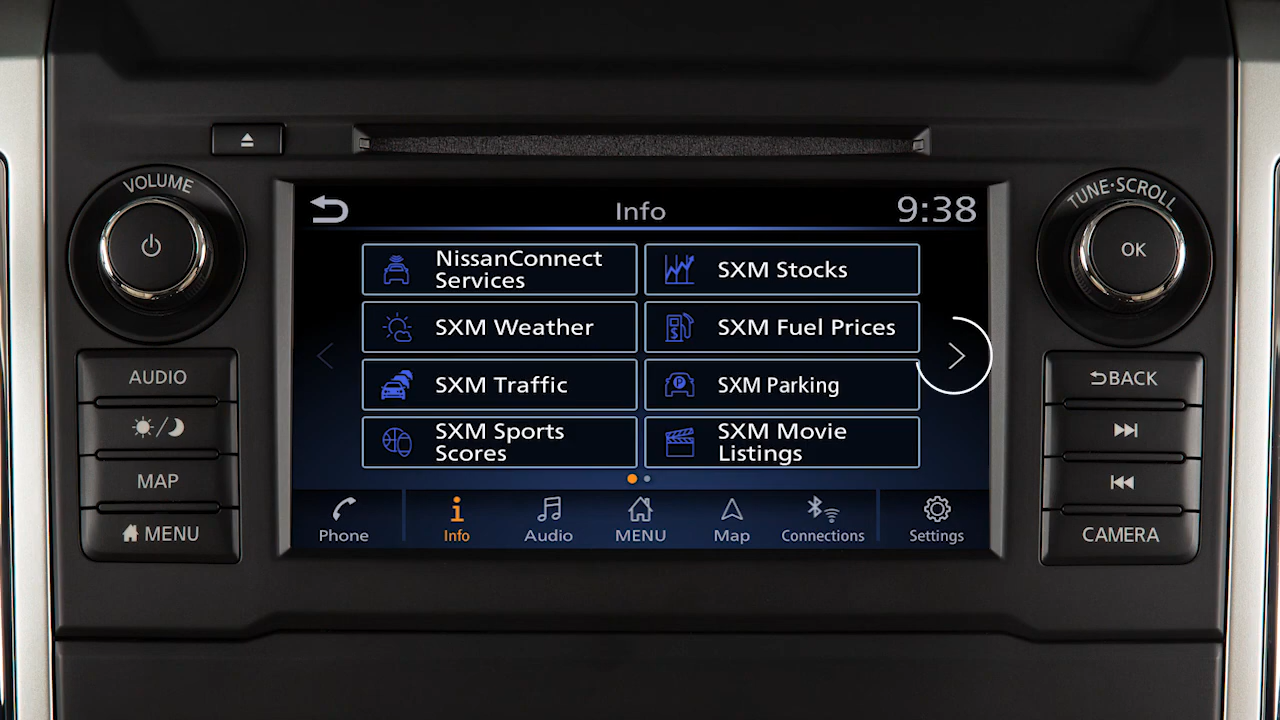 VOLUME
TUNE·SCROLL
OK
AUDIO
MAP
MENU
BACK
CAMERA
Info
9:38
NissanConnect
Services
SXM Stocks
SXM Weather
SXM Fuel Prices
SXM Traffic
SXM Parking
SXM Sports
Scores
SXM Movie
Listings
Phone
Info
Audio
MENU
Map
Connections
Settings